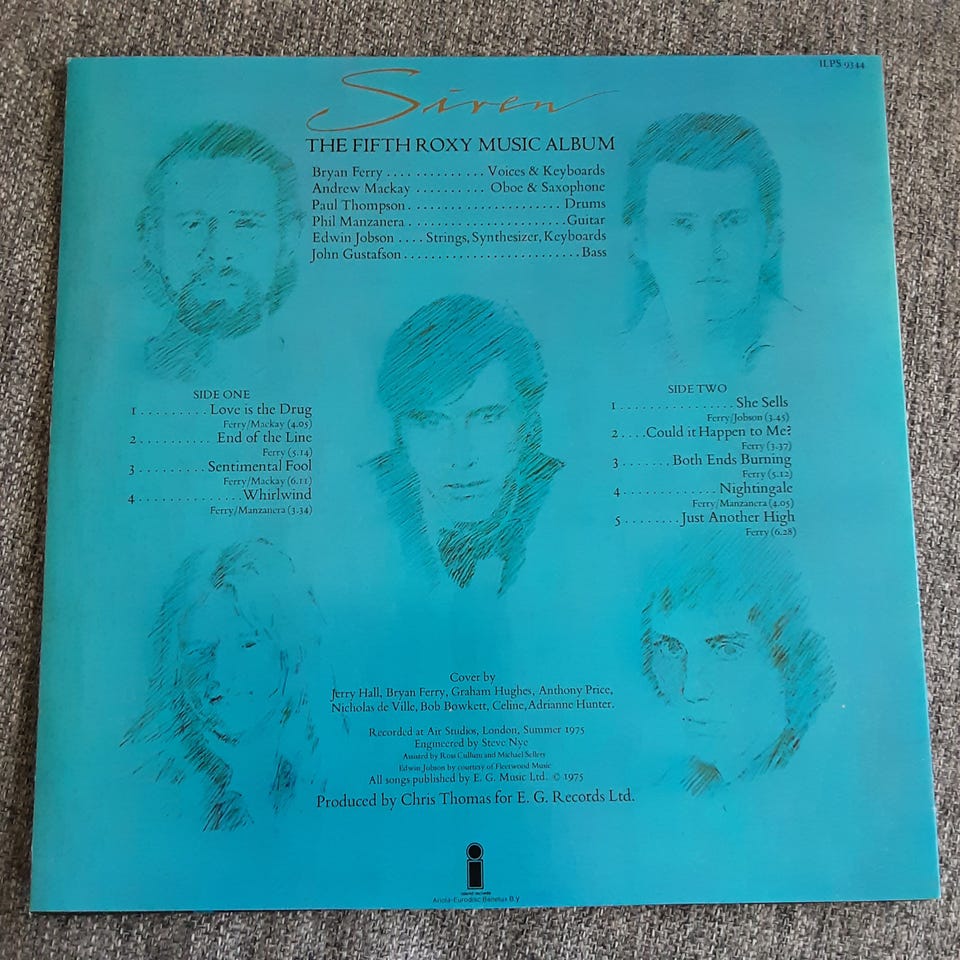 ILPS 9344
Siren
THE FIFTH ROXY MUSIC ALBUM
Bryan Ferry .............. Voices & Keyboards
Andrew Mackay .......... Oboe & Saxophone
Paul Thompson ...................... Drums
Phil Manzanera ...................... Guitar
Edwin Jobson .... Strings, Synthesizer, Keyboards
John Gustafson .......................... Bass
SIDE ONE
1 ......... Love is the Drug
Ferry/Mackay (4.05)
2 .......... End of the Line
Ferry (5.14)
3 ......... Sentimental Fool
Ferry/Mackay (6.11)
4 ............... Whirlwind
Ferry/Manzanera (3.34)
SIDE TWO
1 ................ She Sells
Ferry/Jobson (3.45)
2 .... Could it Happen to Me?
Ferry (3.37)
3 ....... Both Ends Burning
Ferry (5.12)
4 ............. Nightingale
Ferry/Manzanera (4.05)
5 ........ Just Another High
Ferry (6.28)
Cover by
Jerry Hall, Bryan Ferry, Graham Hughes, Anthony Price,
Nicholas de Ville, Bob Bowkett, Celine, Adrianne Hunter.
Recorded at Air Studios, London, Summer 1975
Engineered by Steve Nye
Assisted by Ross Cullum and Michael Sellers
Edwin Jobson by courtesy of Fleetwood Music
All songs published by E. G. Music Ltd. © 1975
Produced by Chris Thomas for E. G. Records Ltd.
island records
Ariola-Eurodisc Benelux B.V